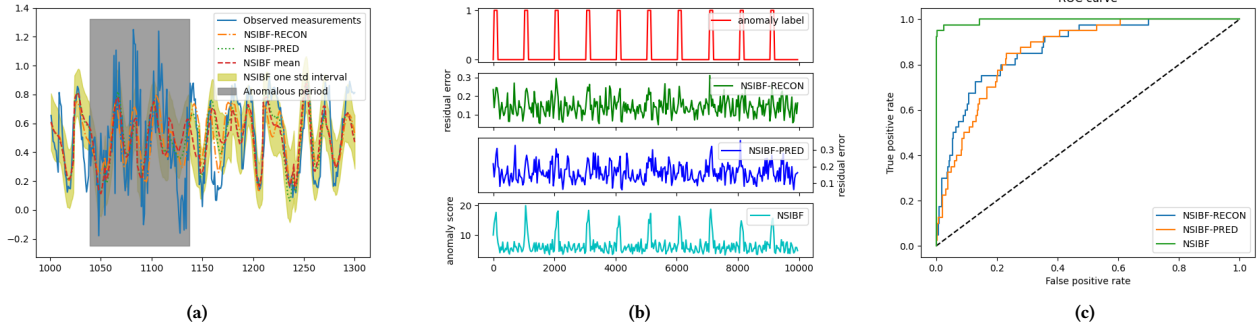 1.4
1.2
1.0
0.8
0.6
0.4
0.2
0.0
−0.2
1000
1050
1100
1150
1200
1250
1300
Observed measurements
NSIBF-RECON
NSIBF-PRED
NSIBF mean
NSIBF one std interval
Anomalous period
(a)
1
0
anomaly label
residual error
0.3
0.2
0.1
NSIBF-RECON
NSIBF-PRED
0.3
0.2
0.1
residual error
anomaly score
20
10
NSIBF
0
2000
4000
6000
8000
10000
(b)
ROC curve
True positive rate
1.0
0.8
0.6
0.4
0.2
0.0
NSIBF-RECON
NSIBF-PRED
NSIBF
0.0
0.2
0.4
0.6
0.8
1.0
False positive rate
(c)